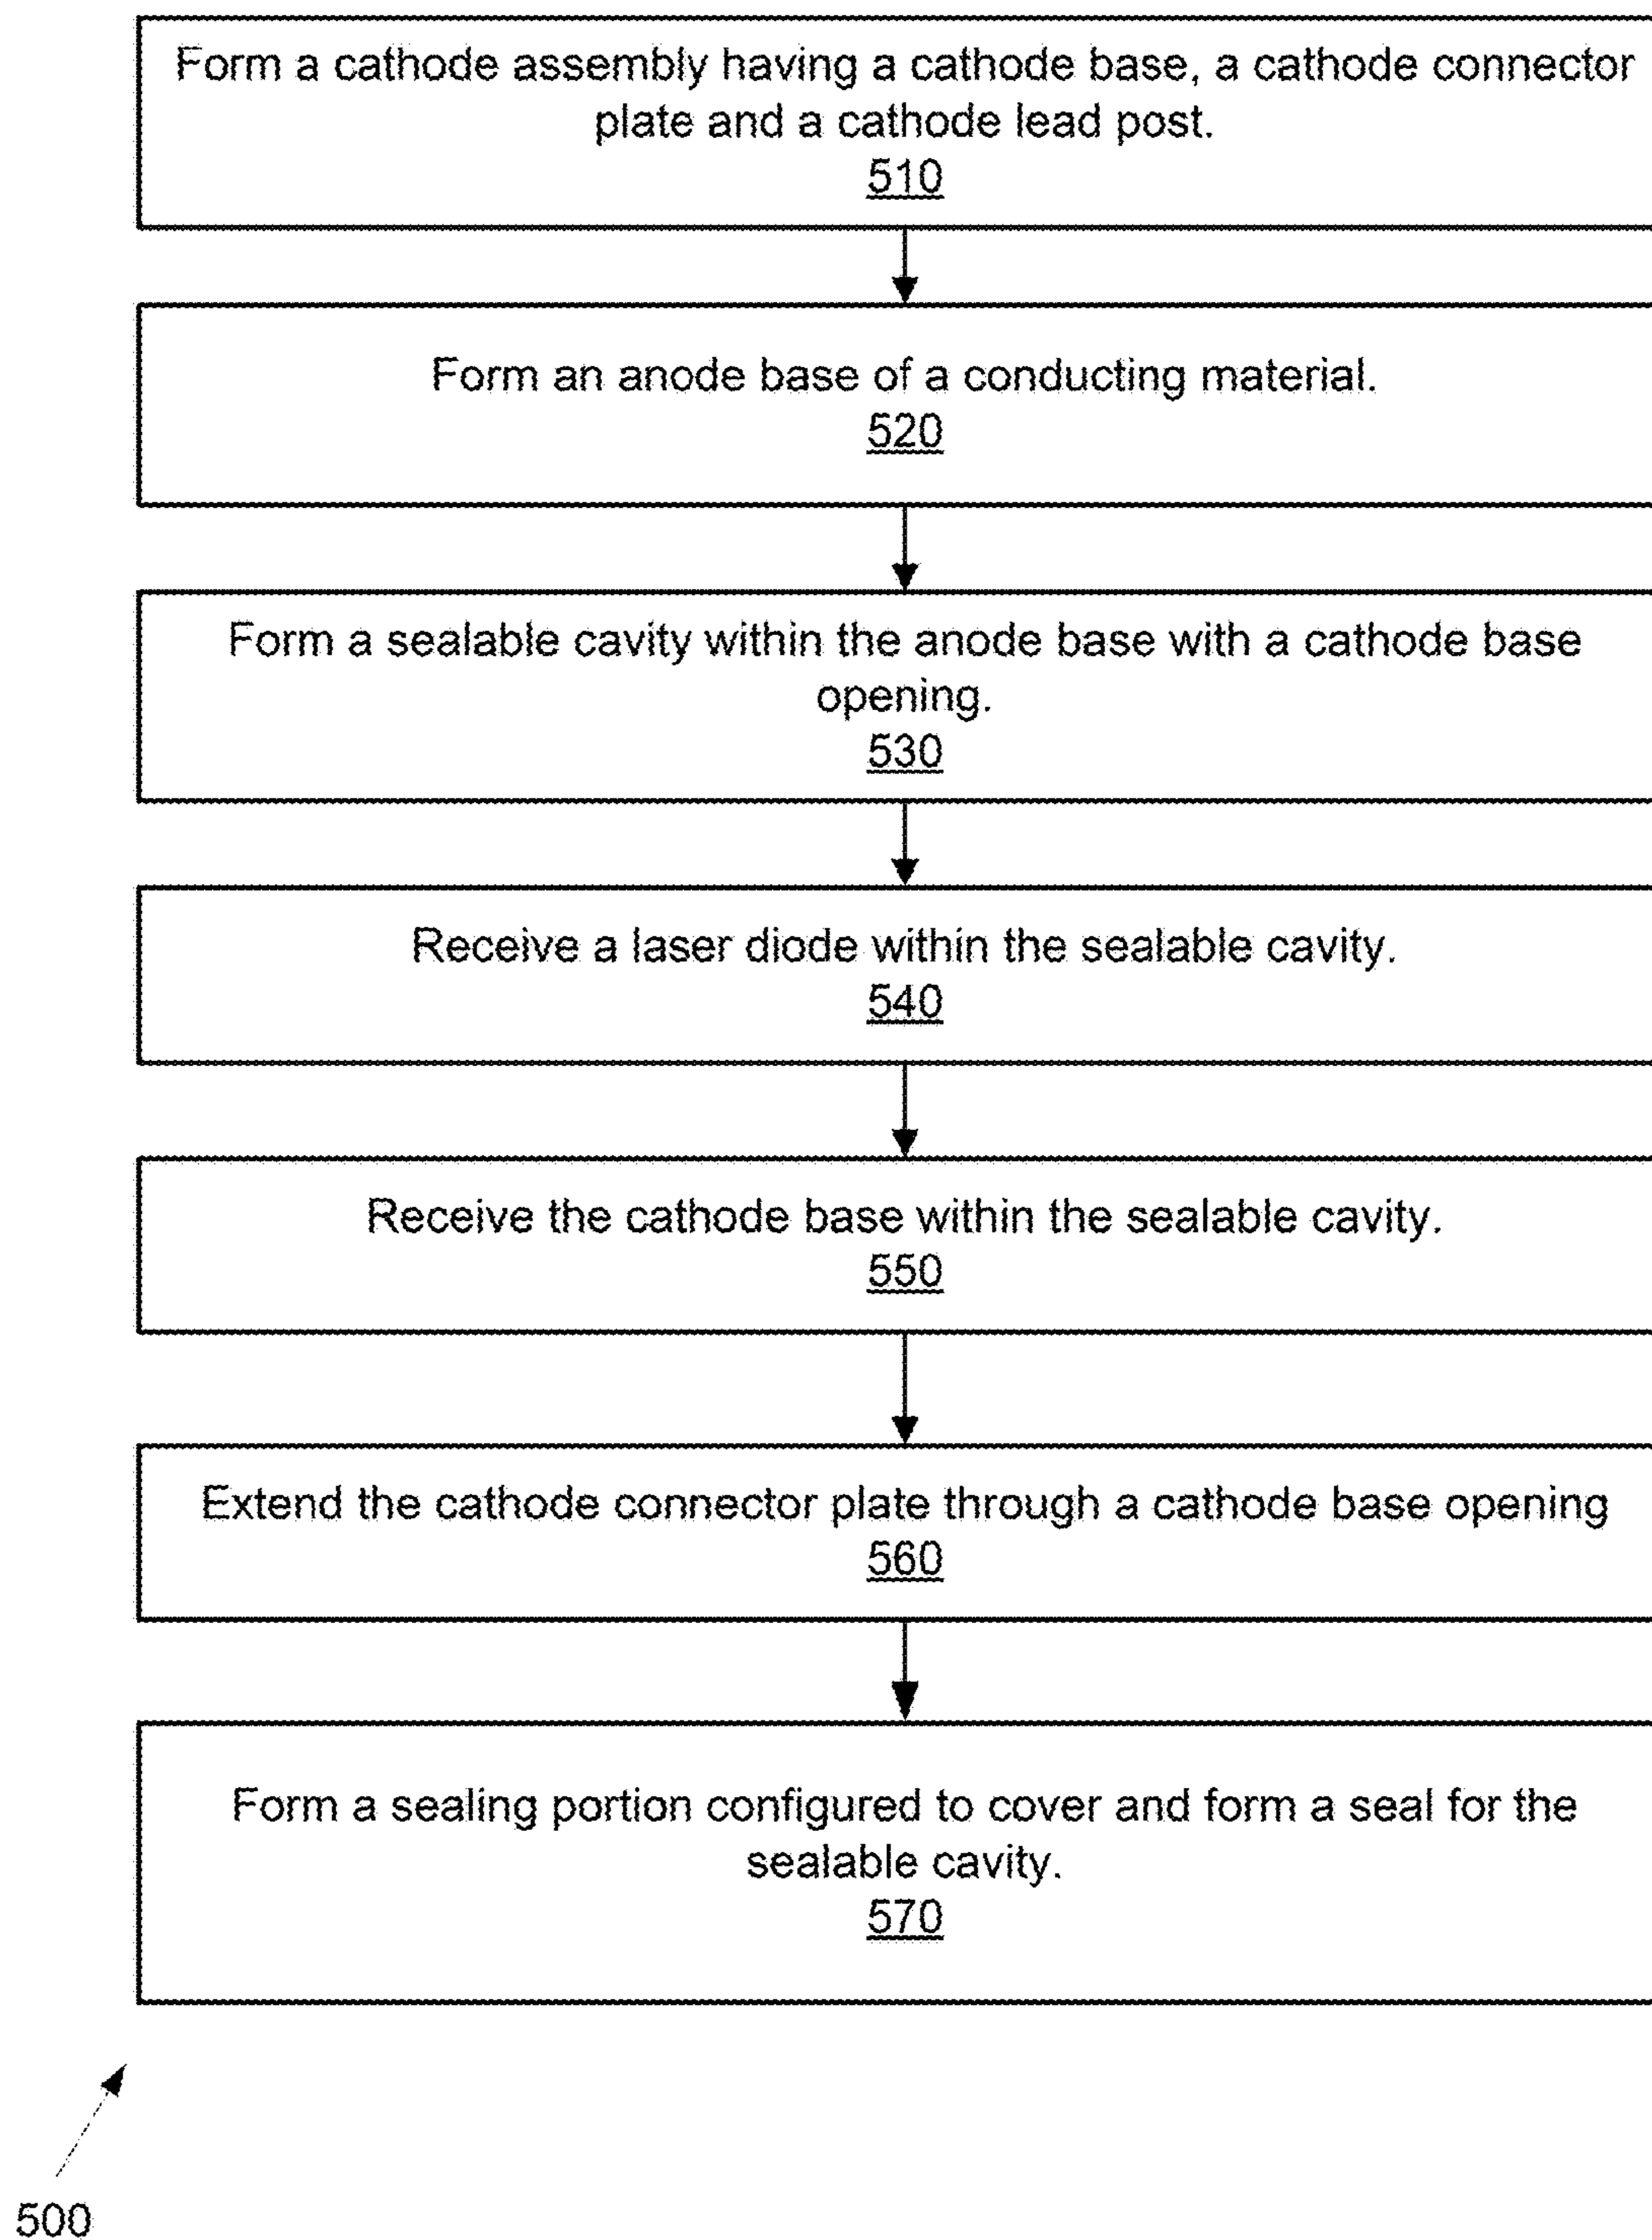 Form a cathode assembly having a cathode base, a cathode connector
plate and a cathode lead post.
510
Form an anode base of a conducting material.
520
Form a sealable cavity within the anode base with a cathode base
opening.
530
Receive a laser diode within the sealable cavity.
540
Receive the cathode base within the sealable cavity.
550
Extend the cathode connector plate through a cathode base opening
560
Form a sealing portion configured to cover and form a seal for the
sealable cavity.
570
500